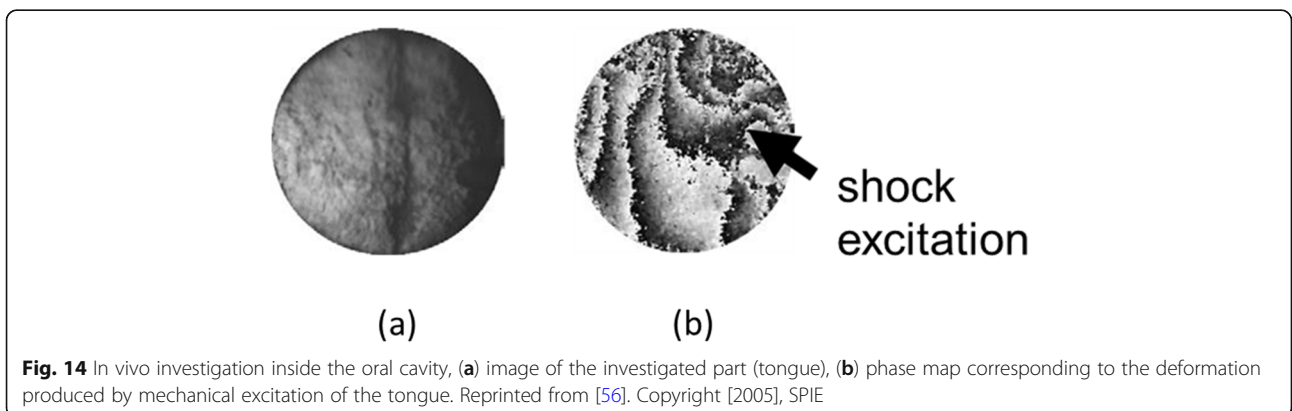 shock
excitation
(a)
(b)
Fig. 14 In vivo investigation inside the oral cavity, (a) image of the investigated part (tongue), (b) phase map corresponding to the deformation
produced by mechanical excitation of the tongue. Reprinted from [56]. Copyright [2005], SPIE